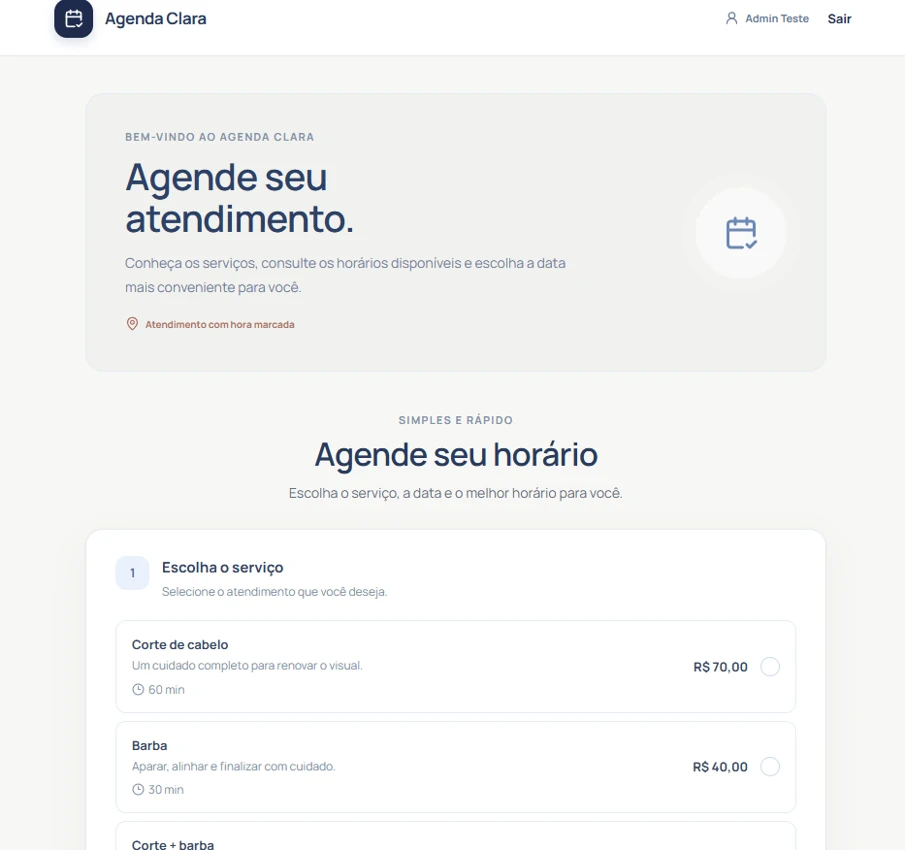 Agenda Clara
Admin Teste
Sair
BEM-VINDO AO AGENDA CLARA
Agende seu
atendimento.
Conheça os serviços, consulte os horários disponíveis e escolha a data
mais conveniente para você.
Atendimento com hora marcada
SIMPLES E RÁPIDO
Agende seu horário
Escolha o serviço, a data e o melhor horário para você.
1
Escolha o serviço
Selecione o atendimento que você deseja.
Corte de cabelo
Um cuidado completo para renovar o visual.
60 min
R$ 70,00
Barba
Aparar, alinhar e finalizar com cuidado.
30 min
R$ 40,00
Corte + barba